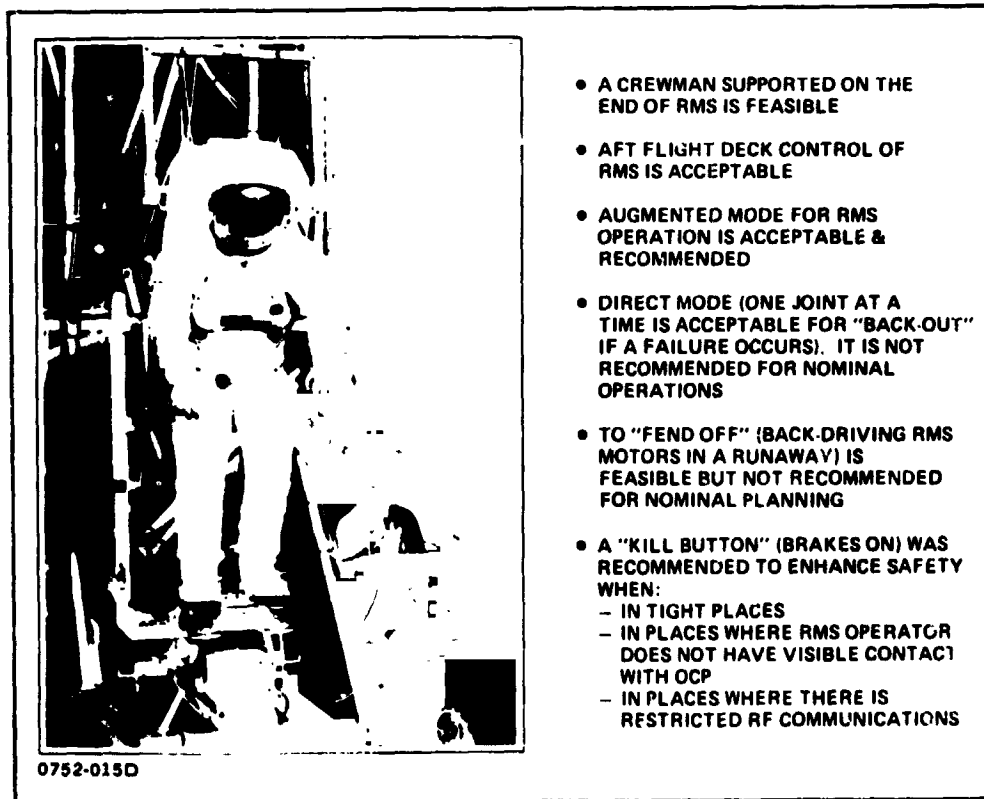 • A CREWMAN SUPPORTED ON THE
END OF RMS IS FEASIBLE
• AFT FLIGHT DECK CONTROL OF
RMS IS ACCEPTABLE
• AUGMENTED MODE FOR RMS
OPERATION IS ACCEPTABLE &
RECOMMENDED
• DIRECT MODE (ONE JOINT AT A
TIME IS ACCEPTABLE FOR "BACK-OUT"
IF A FAILURE OCCURS). IT IS NOT
RECOMMENDED FOR NOMINAL
OPERATIONS
• TO "FEND OFF" (BACK-DRIVING RMS
MOTORS IN A RUNAWAY) IS
FEASIBLE BUT NOT RECOMMENDED
FOR NOMINAL PLANNING
• A "KILL BUTTON" (BRAKES ON) WAS
RECOMMENDED TO ENHANCE SAFETY
WHEN:
– IN TIGHT PLACES
– IN PLACES WHERE RMS OPERATOR
DOES NOT HAVE VISIBLE CONTACT
WITH OCP
– IN PLACES WHERE THERE IS
RESTRICTED RF COMMUNICATIONS
0752-015D